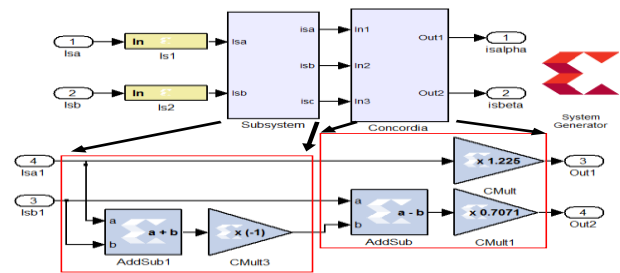 isa
In1
1
In
Isa
Out1
1
Isa
Is1
isb
In2
isalpha
2
In
Isb
Out2
2
Isb
Is2
isc
In3
isbeta
Subsystem
Concordia
System
Generator
4
x 1.225
3
Isa1
CMult
Out1
3
Isb1
a
a
a + b
x (-1)
a - b
x 0.7071
4
b
b
Out2
AddSub1
CMult3
AddSub
CMult1